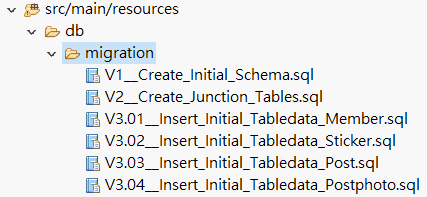 src/main/resources
db
migration
V1__Create_Initial_Schema.sql
V2__Create_Junction_Tables.sql
V3.01__Insert_Initial_Tabledata_Member.sql
V3.02__Insert_Initial_Tabledata_Sticker.sql
V3.03__Insert_Initial_Tabledata_Post.sql
V3.04__Insert_Initial_Tabledata_Postphoto.sql